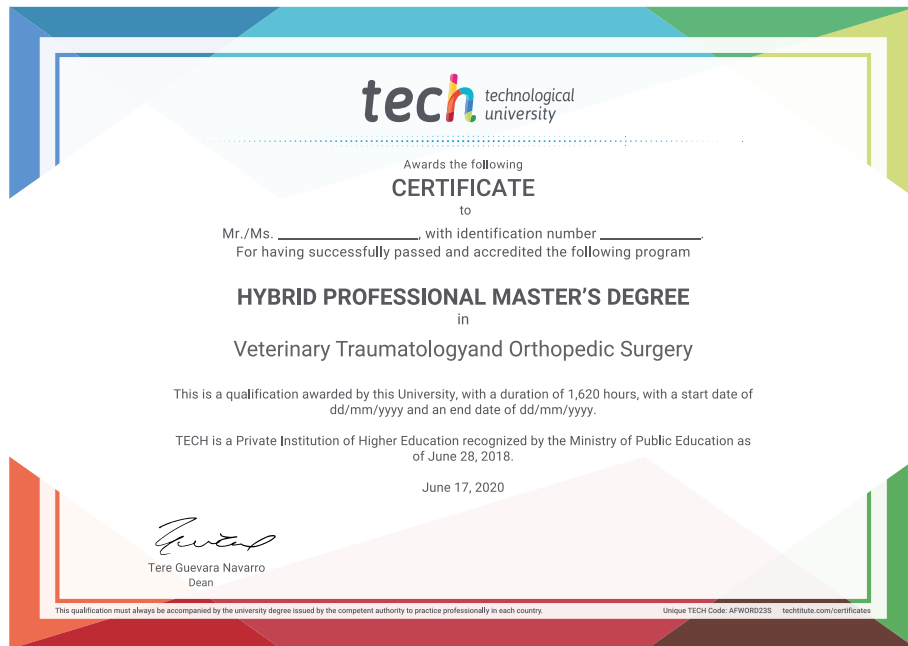 tech technological
university
Awards the following
CERTIFICATE
to
Mr./Ms. ____________________, with identification number ______________.
For having successfully passed and accredited the following program
HYBRID PROFESSIONAL MASTER'S DEGREE
in
Veterinary Traumatologyand Orthopedic Surgery
This is a qualification awarded by this University, with a duration of 1,620 hours, with a start date of
dd/mm/yyyy and an end date of dd/mm/yyyy.
TECH is a Private Institution of Higher Education recognized by the Ministry of Public Education as
of June 28, 2018.
June 17, 2020
Tere Guevara Navarro
Dean
This qualification must always be accompanied by the university degree issued by the competent authority to practice professionally in each country. Unique TECH Code: AFWORD23S techtitute.com/certificates